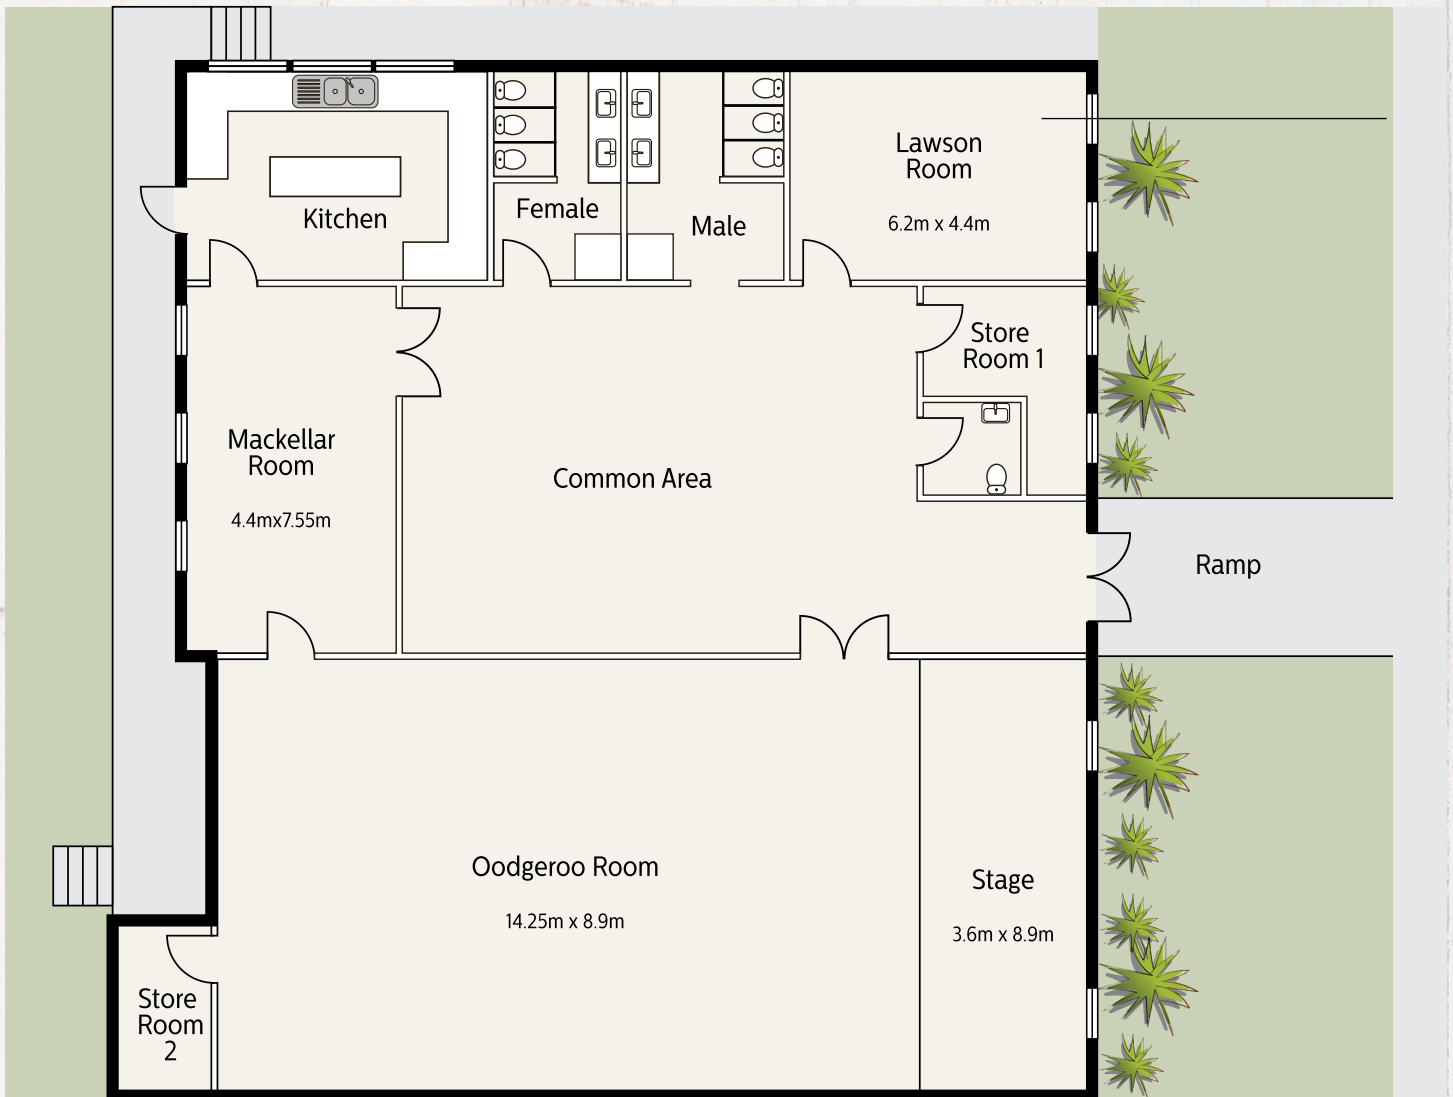 Kitchen
Female
Male
Lawson
Room
6.2m x 4.4m
Store
Room 1
Mackellar
Room
4.4mx7.55m
Common Area
Ramp
Oodgeroo Room
14.25m x 8.9m
Stage
3.6m x 8.9m
Store
Room
2